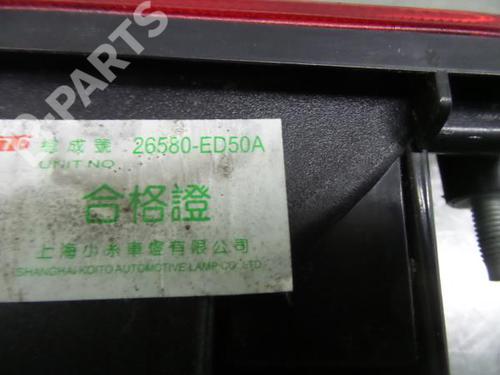 總成號 26580-ED50A
UNIT NO.
合格證
上海小糸車燈有限公司
SHANGHAI KOITO AUTOMOTIVE LAMP CO.,LTD.
B-PARTS